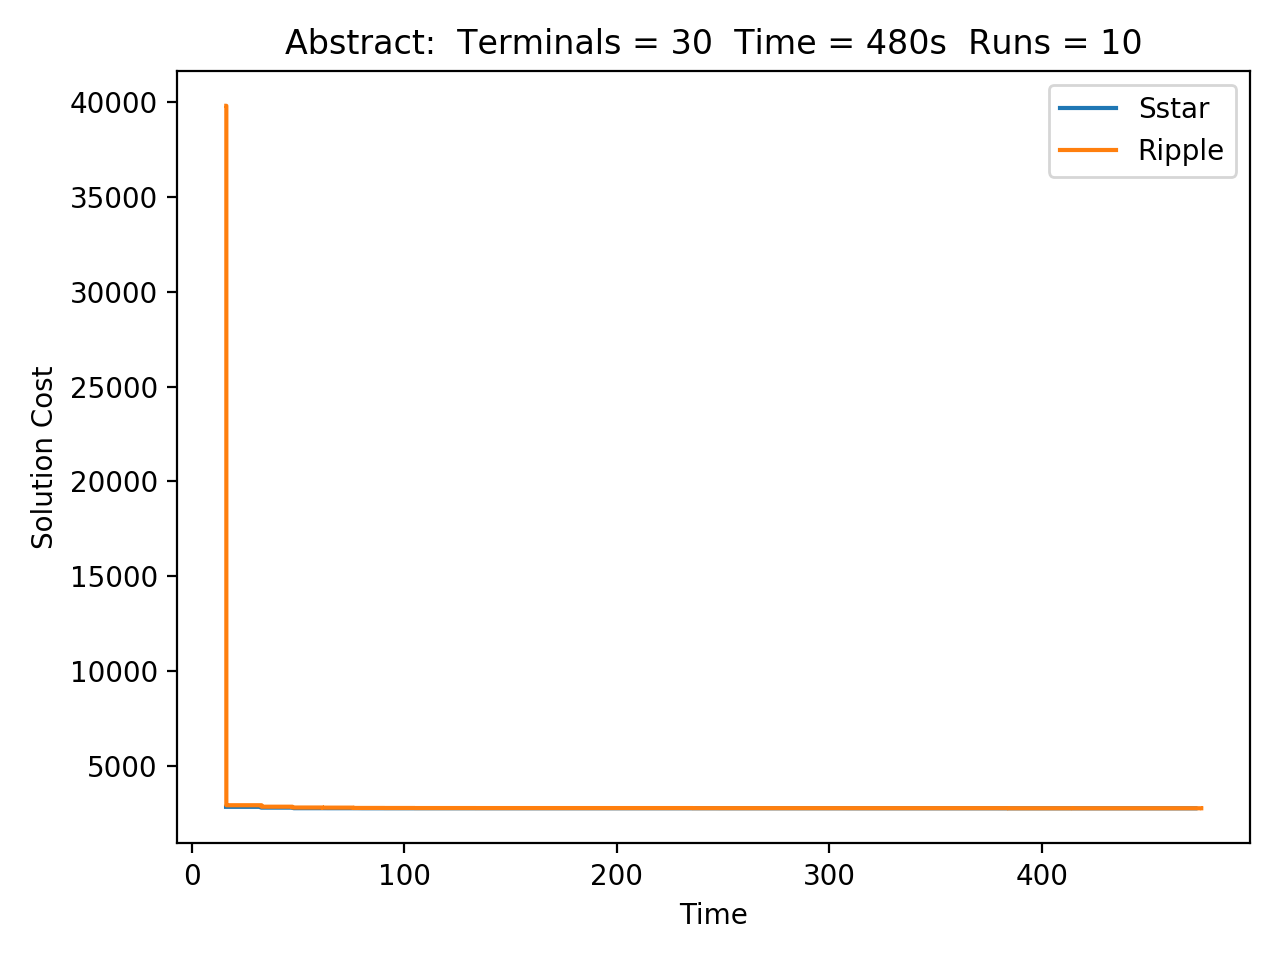 Abstract:  Terminals = 30  Time = 480s  Runs = 10
Sstar
Ripple
40000
35000
30000
25000
20000
15000
10000
5000
Solution Cost
0 100 200 300 400
Time